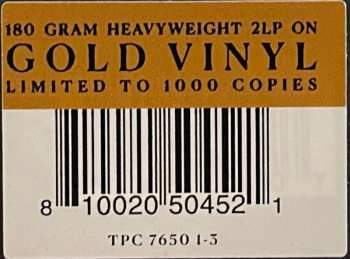 180 GRAM HEAVYWEIGHT 2LP ON
GOLD VINYL
LIMITED TO 1000 COPIES
8 10020 50452 1
TPC 7650 1-3